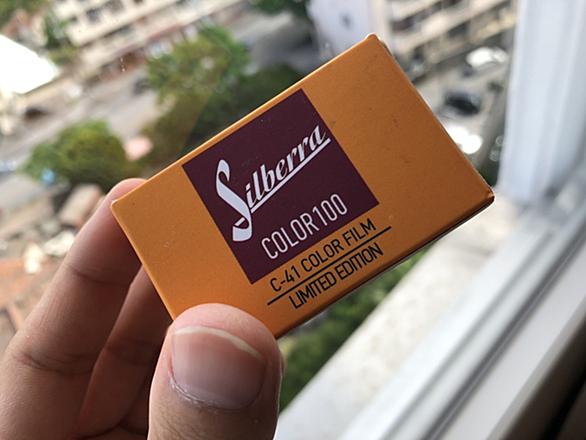 Silberra
COLOR100
C-41 COLOR FILM
LIMITED EDITION